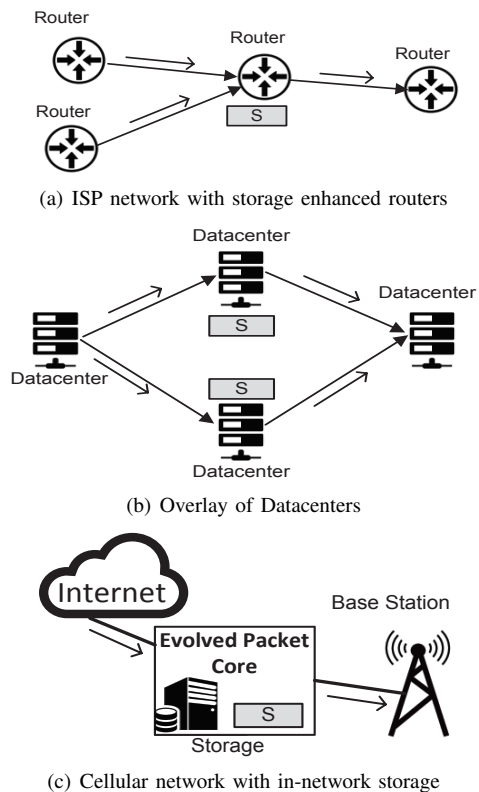 Router
Router
Router
Router
S
(a) ISP network with storage enhanced routers
Datacenter
Datacenter
S
Datacenter
S
Datacenter
(b) Overlay of Datacenters
Internet
Base Station
Evolved Packet
Core
S
Storage
(c) Cellular network with in-network storage